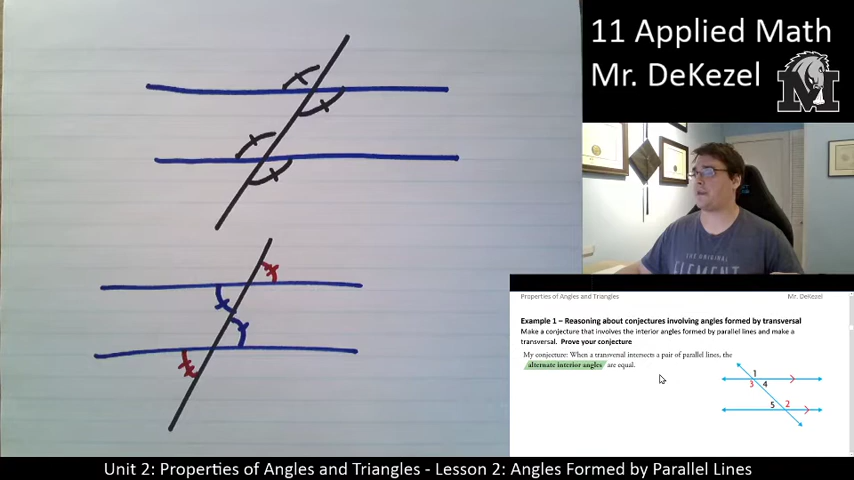 11 Applied Math
Mr. DeKezel
M
THE ORIGINAL
ELEMENT
Properties of Angles and Triangles
Mr. DeKezel
Example 1 – Reasoning about conjectures involving angles formed by transversal
Make a conjecture that involves the interior angles formed by parallel lines and make a
transversal. Prove your conjecture
My conjecture: When a transversal intersects a pair of parallel lines, the
alternate interior angles are equal.
1
3 4
5 2
Unit 2: Properties of Angles and Triangles - Lesson 2: Angles Formed by Parallel Lines